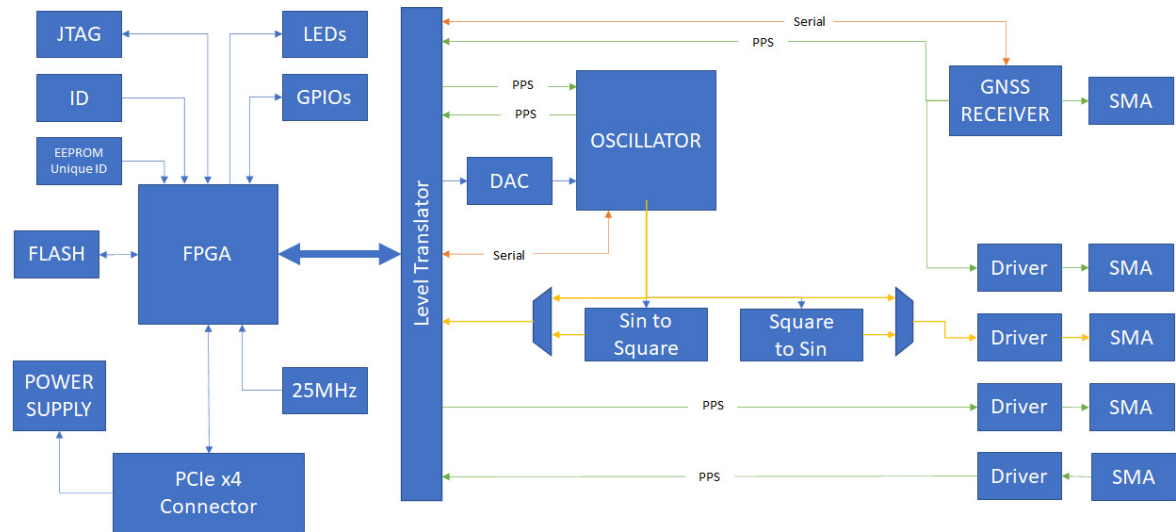 JTAG
LEDs
Serial
PPS
ID
GPIOs
PPS
PPS
GNSS
RECEIVER
SMA
EEPROM
Unique ID
OSCILLATOR
DAC
Level Translator
FLASH
FPGA
Serial
Driver
SMA
Sin to
Square
Square
to Sin
Driver
SMA
POWER
SUPPLY
25MHz
PPS
Driver
SMA
PCIe x4
Connector
PPS
Driver
SMA